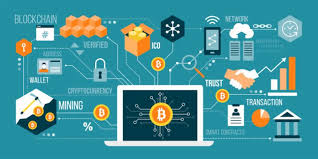 BLOCKCHAIN
VERIFIED
ICO
NETWORK
ADDRESS
WALLET
CRYPTOCURRENCY
TRUST
MINING
TRANSACTION
%
SMART CONTRACTS